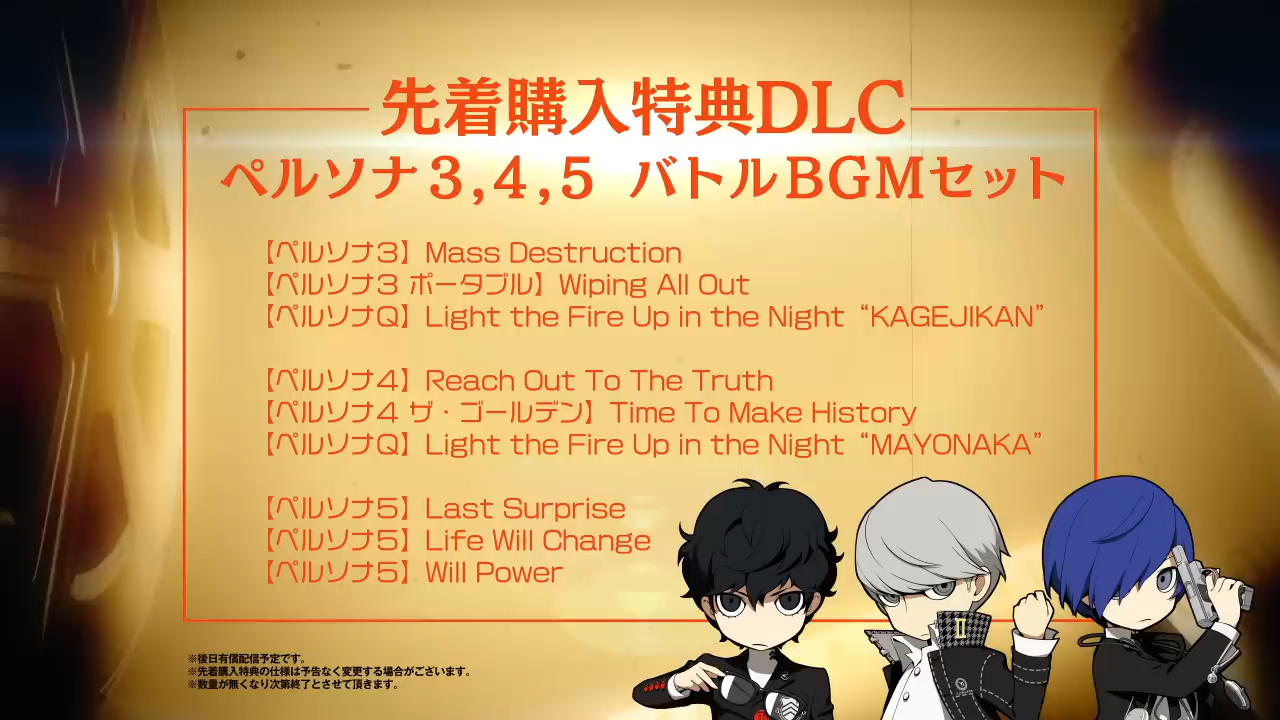 先着購入特典DLC
ペルソナ3,4,5 バトルBGMセット
【ペルソナ3】Mass Destruction
【ペルソナ3 ポータブル】Wiping All Out
【ペルソナQ】Light the Fire Up in the Night “KAGEJIKAN”
【ペルソナ4】Reach Out To The Truth
【ペルソナ4 ザ・ゴールデン】Time To Make History
【ペルソナQ】Light the Fire Up in the Night “MAYONAKA”
【ペルソナ5】Last Surprise
【ペルソナ5】Life Will Change
【ペルソナ5】Will Power
※後日有償配信予定です。
※先着購入特典の仕様は予告なく変更する場合がございます。
※数量が無くなり次第終了とさせて頂きます。